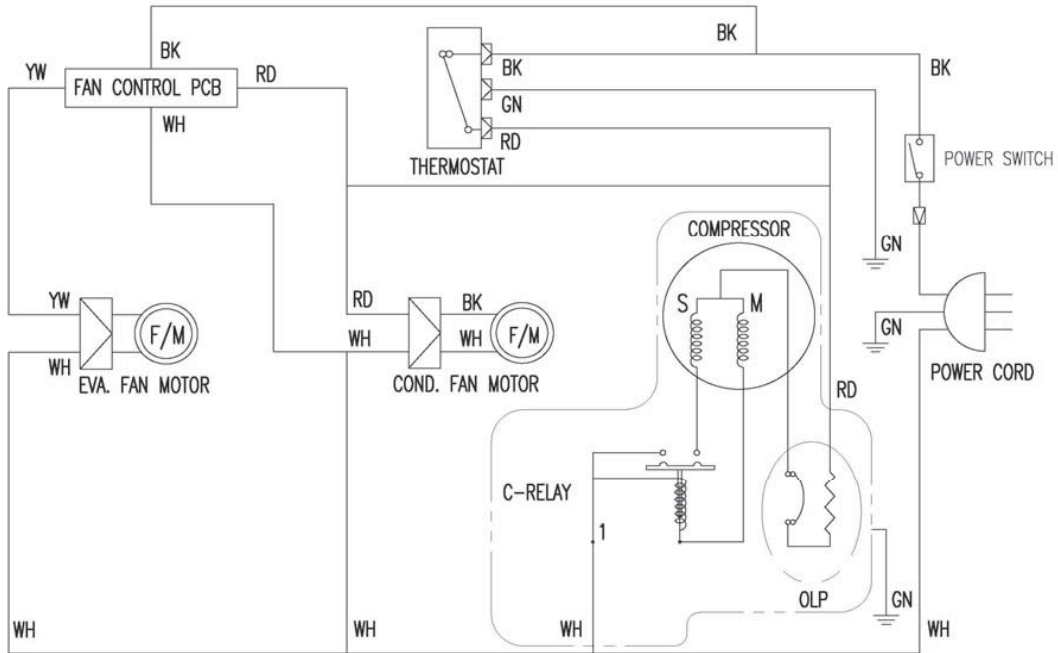 BK
BK
YW
FAN CONTROL PCB
RD
BK
BK
GN
WH
RD
THERMOSTAT
POWER SWITCH
COMPRESSOR
GN
YW
RD
BK
S
M
F/M
F/M
GN
WH
WH
WH
EVA. FAN MOTOR
COND. FAN MOTOR
POWER CORD
RD
C-RELAY
1
OLP
GN
WH
WH
WH
WH